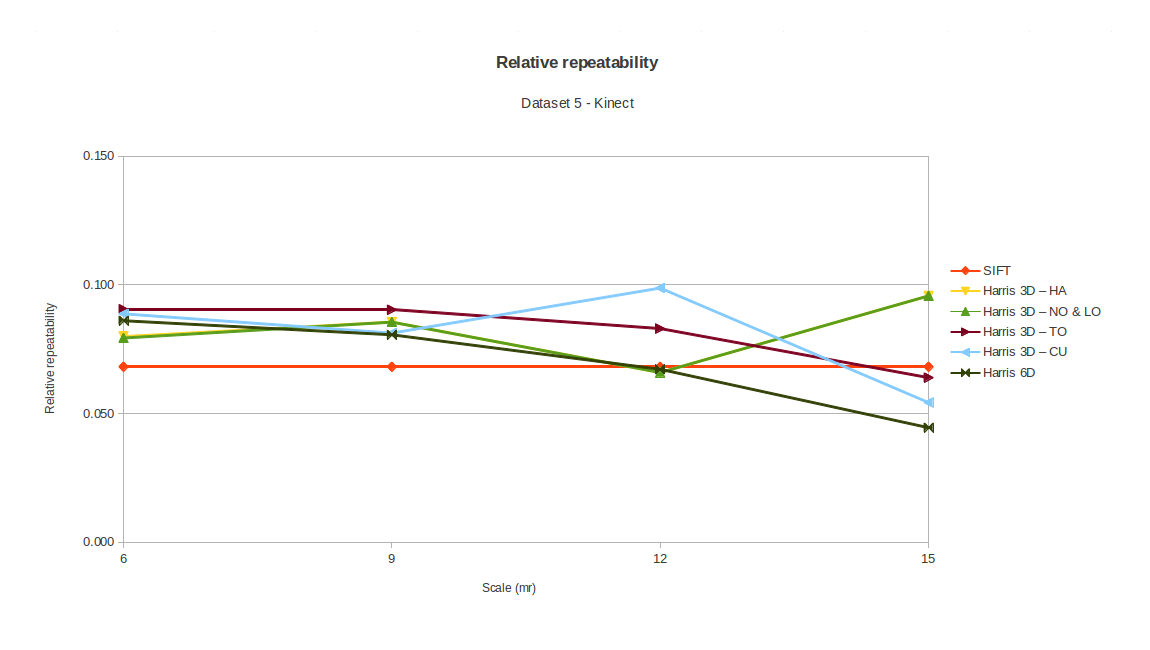 Relative repeatability
Dataset 5 - Kinect
0.150
0.100
0.050
0.000
6
9
12
15
Relative repeatability
Scale (mr)
SIFT
Harris 3D – HA
Harris 3D – NO & LO
Harris 3D – TO
Harris 3D – CU
Harris 6D